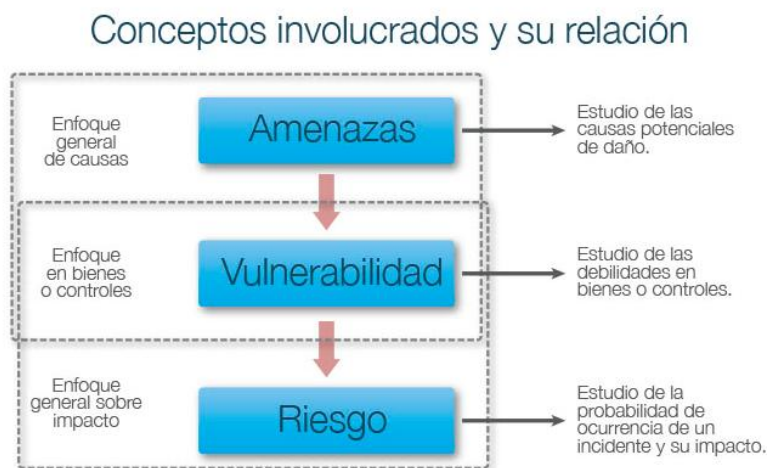 Conceptos involucrados y su relación
Enfoque
general
de causas
Amenazas
Estudio de las
causas potenciales
de daño.
Enfoque
en bienes
o controles
Vulnerabilidad
Estudio de las
debilidades en
bienes o controles.
Enfoque
general sobre
impacto
Riesgo
Estudio de la
probabilidad de
ocurrencia de un
incidente y su impacto.